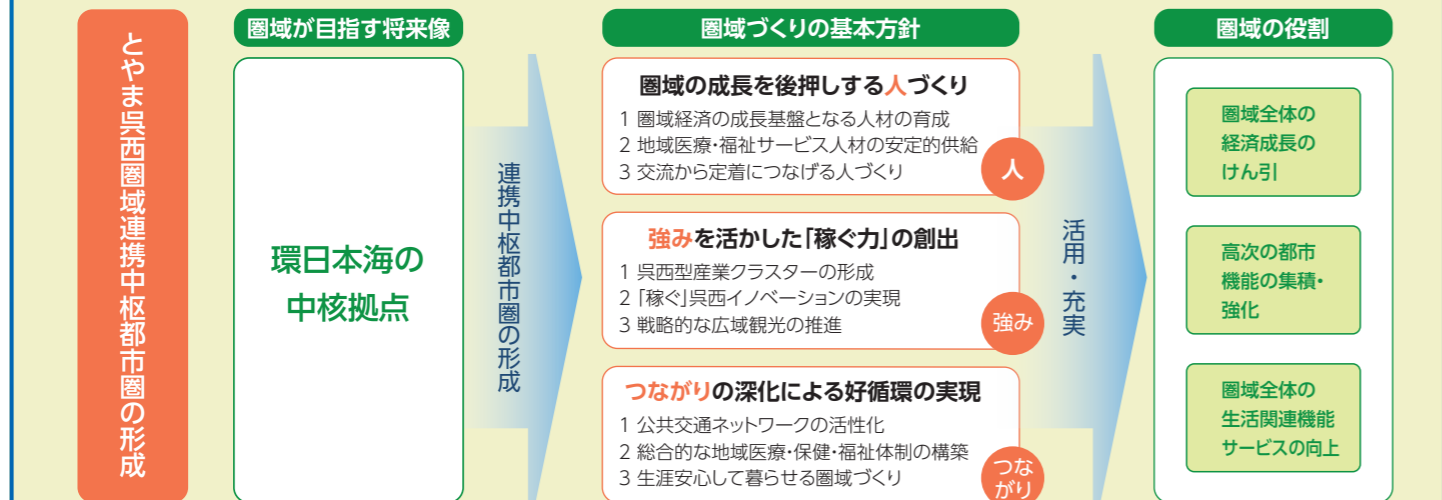 とやま呉西圏域連携中枢都市圏の形成
圏域が目指す将来像
環日本海の
中核拠点
連携中枢都市圏の形成
圏域づくりの基本方針
圏域の成長を後押しする人づくり
1 圏域経済の成長基盤となる人材の育成
2 地域医療・福祉サービス人材の安定的供給
3 交流から定着につなげる人づくり
人
強みを活かした「稼ぐ力」の創出
1 呉西型産業クラスターの形成
2 「稼ぐ」呉西イノベーションの実現
3 戦略的な広域観光の推進
強み
つながりの深化による好循環の実現
1 公共交通ネットワークの活性化
2 総合的な地域医療・保健・福祉体制の構築
3 生涯安心して暮らせる圏域づくり
つな
がり
活用・充実
圏域の役割
圏域全体の
経済成長の
けん引
高次の都市
機能の集積・
強化
圏域全体の
生活関連機能
サービスの向上